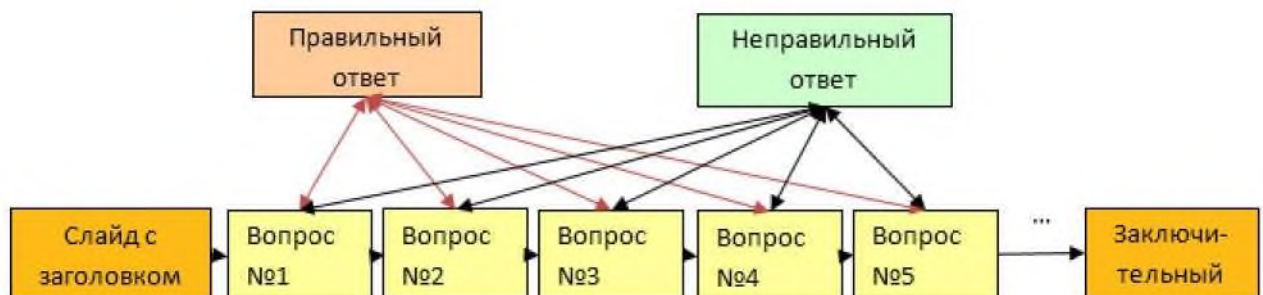 Правильный
ответ
Неправильный
ответ
Слайд с
заголовком
Вопрос
№1
Вопрос
№2
Вопрос
№3
Вопрос
№4
Вопрос
№5
...
Заключи-
тельный